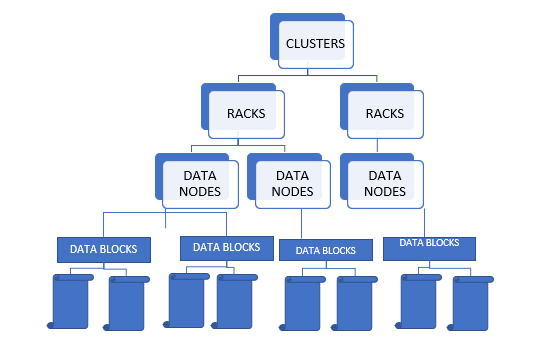 CLUSTERS
RACKS
RACKS
DATA
NODES
DATA
NODES
DATA
NODES
DATA BLOCKS
DATA BLOCKS
DATA BLOCKS
DATA BLOCKS